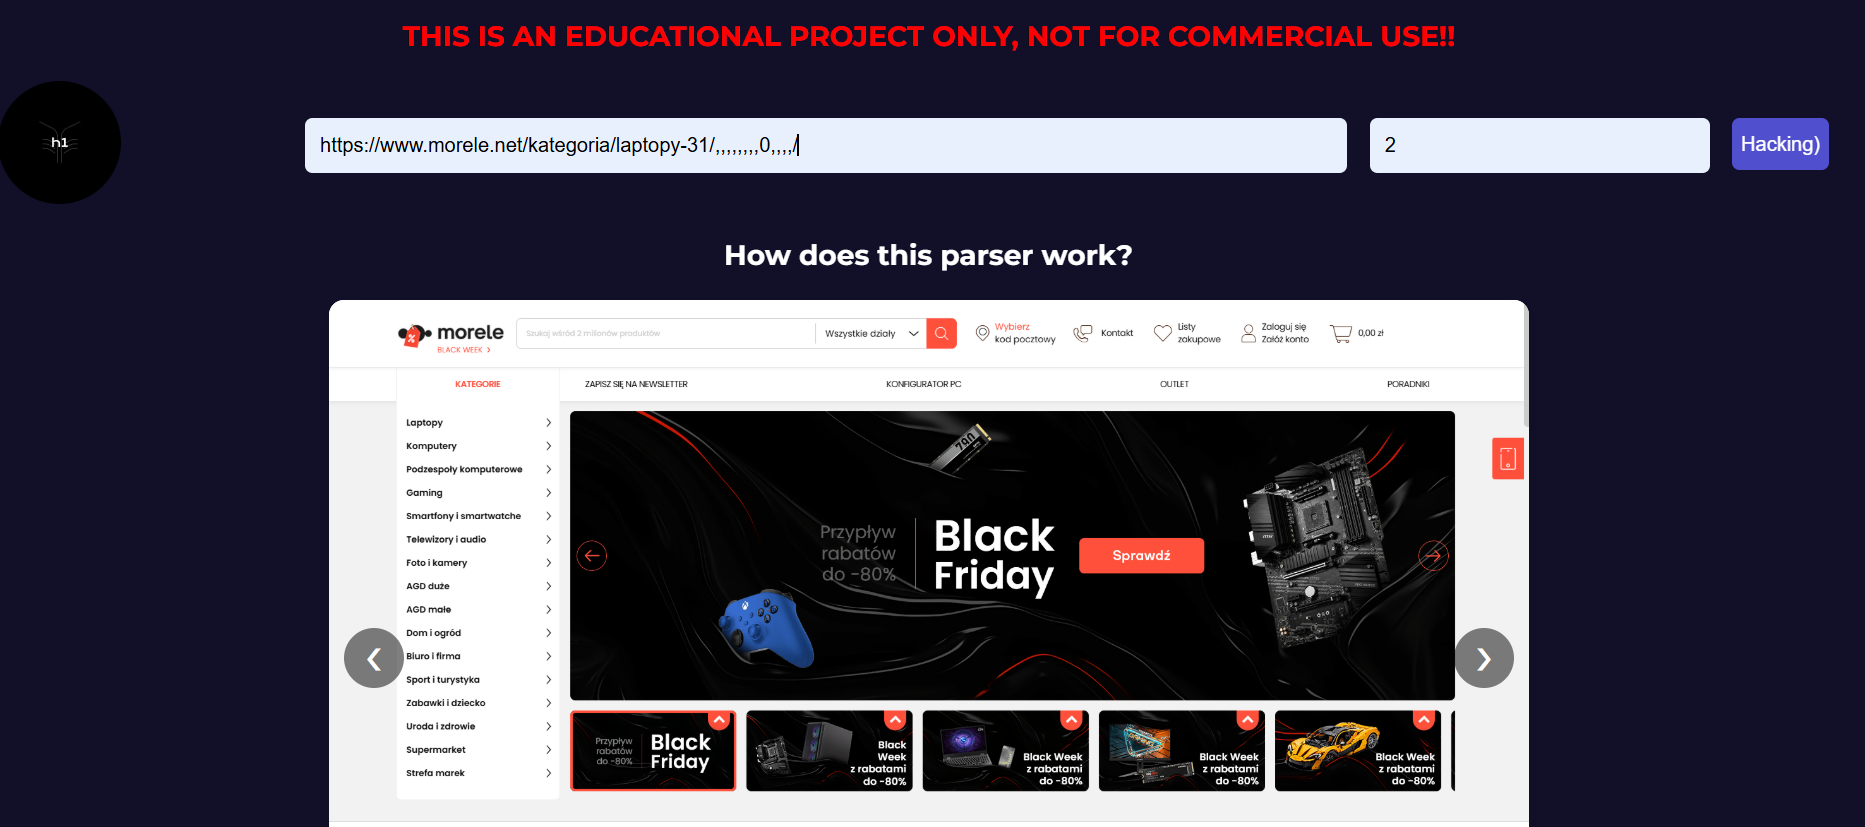 THIS IS AN EDUCATIONAL PROJECT ONLY, NOT FOR COMMERCIAL USE!!
h1
https://www.morele.net/kategoria/laptopy-31/,,,,,,,,0,,,,/
2
Hacking)
How does this parser work?
morele
BLACK WEEK
Szukaj wśród 2 milionów produktów
Wszystkie działy
Wybierz
kod pocztowy
Kontakt
Listy
zakupowe
Zaloguj się
Załóż konto
0,00 zł
KATEGORIE
ZAPISZ SIĘ NA NEWSLETTER
KONFIGURATOR PC
OUTLET
PORADNIKI
Laptopy
Komputery
Podzespoły komputerowe
Gaming
Smartfony i smartwatche
Telewizory i audio
Foto i kamery
AGD duże
AGD małe
Dom i ogród
Biuro i firma
Sport i turystyka
Zabawki i dziecko
Uroda i zdrowie
Supermarket
Strefa marek
790
Przypływ
rabatów
do -80%
Black
Friday
Sprawdź
Przypływ
rabatów
do -80%
Black
Friday
Black
Week
z rabatami
do -80%
Black Week
z rabatami
do -80%
Black Week
z rabatami
do -80%
Black Week
z rabatami
do -80%